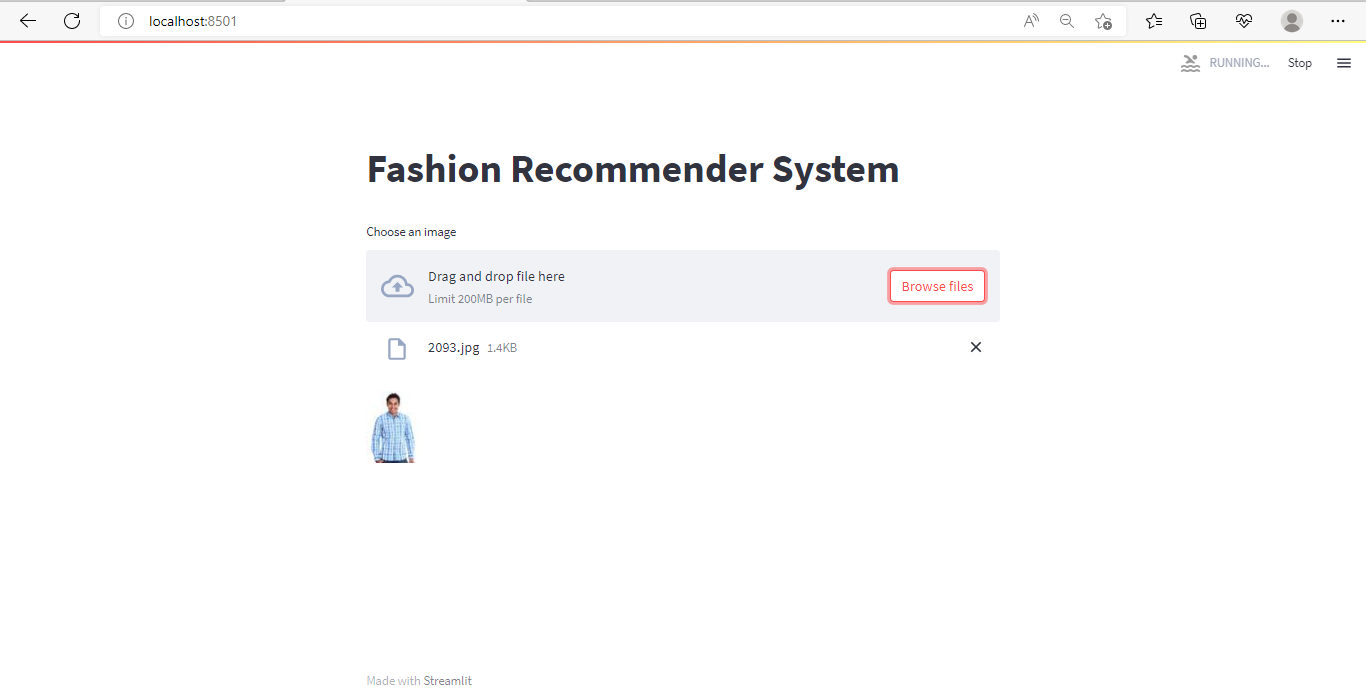 localhost:8501
RUNNING...
Stop
Fashion Recommender System
Choose an image
Drag and drop file here
Limit 200MB per file
Browse files
2093.jpg 1.4KB
Made with Streamlit